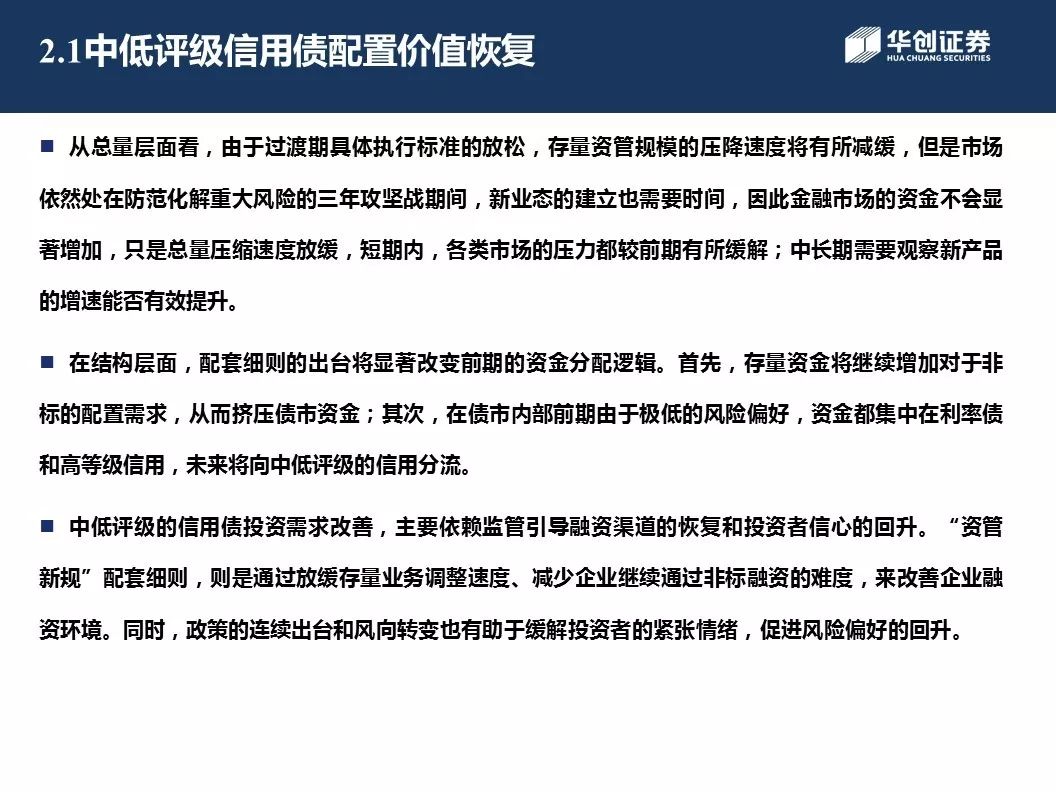 2.1中低评级信用债配置价值恢复
华创证券
HUA CHUANG SECURITIES
■ 从总量层面看，由于过渡期具体执行标准的放松，存量资管规模的压降速度将有所减缓，但是市场
依然处在防范化解重大风险的三年攻坚战期间，新业态的建立也需要时间，因此金融市场的资金不会显
著增加，只是总量压缩速度放缓，短期内，各类市场的压力都较前期有所缓解；中长期需要观察新产品
的增速能否有效提升。
■ 在结构层面，配套细则的出台将显著改变前期的资金分配逻辑。首先，存量资金将继续增加对于非
标的配置需求，从而挤压债市资金；其次，在债市内部前期由于极低的风险偏好，资金都集中在利率债
和高等级信用，未来将向中低评级的信用分流。
■ 中低评级的信用债投资需求改善，主要依赖监管引导融资渠道的恢复和投资者信心的回升。“资管
新规”配套细则，则是通过放缓存量业务调整速度、减少企业继续通过非标融资的难度，来改善企业融
资环境。同时，政策的连续出台和风向转变也有助于缓解投资者的紧张情绪，促进风险偏好的回升。